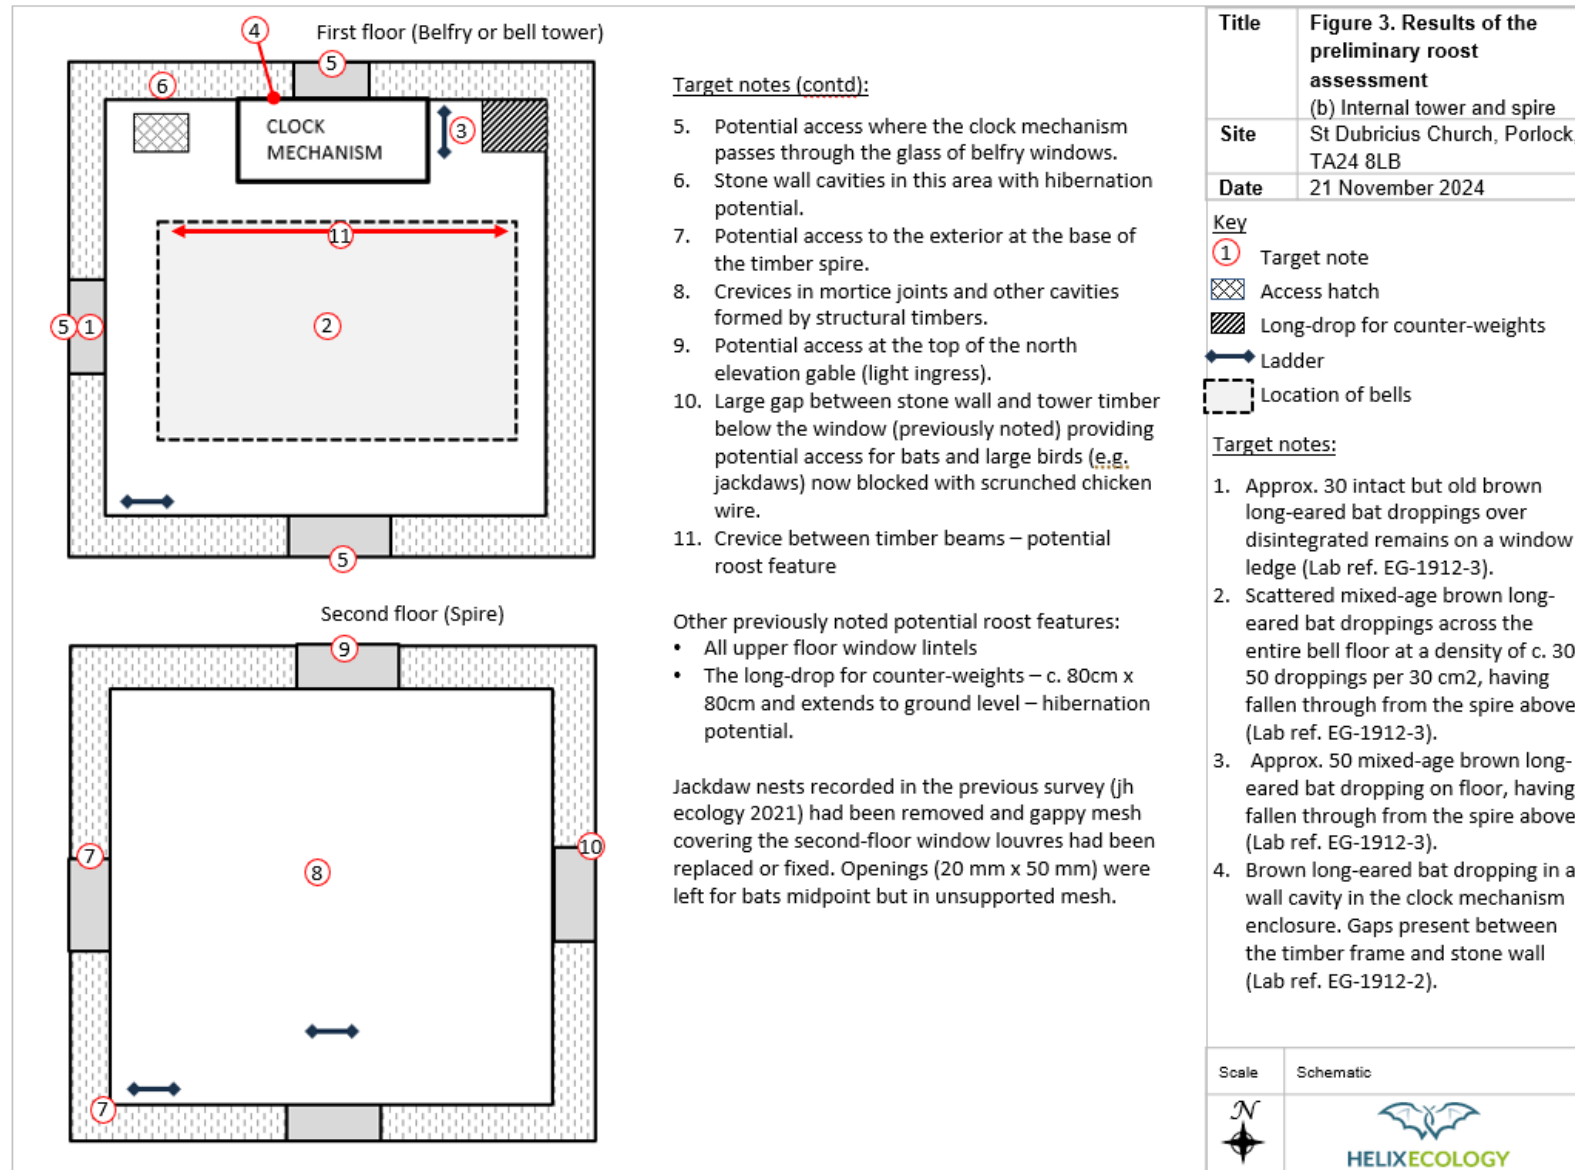 First floor (Belfry or bell tower)
4
5
6
CLOCK
MECHANISM
3
11
5
1
2
5
Second floor (Spire)
9
7
8
10
7
Target notes (contd):
5. Potential access where the clock mechanism
passes through the glass of belfry windows.
6. Stone wall cavities in this area with hibernation
potential.
7. Potential access to the exterior at the base of
the timber spire.
8. Crevices in mortice joints and other cavities
formed by structural timbers.
9. Potential access at the top of the north
elevation gable (light ingress).
10. Large gap between stone wall and tower timber
below the window (previously noted) providing
potential access for bats and large birds (e.g.
jackdaws) now blocked with scrunched chicken
wire.
11. Crevice between timber beams – potential
roost feature
Other previously noted potential roost features:
• All upper floor window lintels
• The long-drop for counter-weights – c. 80cm x
80cm and extends to ground level – hibernation
potential.
Jackdaw nests recorded in the previous survey (jh
ecology 2021) had been removed and gappy mesh
covering the second-floor window louvres had been
replaced or fixed. Openings (20 mm x 50 mm) were
left for bats midpoint but in unsupported mesh.
Title Figure 3. Results of the
preliminary roost
assessment
(b) Internal tower and spire
Site St Dubricius Church, Porlock,
TA24 8LB
Date 21 November 2024
Key
1 Target note
Access hatch
Long-drop for counter-weights
Ladder
Location of bells
Target notes:
1. Approx. 30 intact but old brown
long-eared bat droppings over
disintegrated remains on a window
ledge (Lab ref. EG-1912-3).
2. Scattered mixed-age brown long-
eared bat droppings across the
entire bell floor at a density of c. 30
50 droppings per 30 cm2, having
fallen through from the spire above
(Lab ref. EG-1912-3).
3. Approx. 50 mixed-age brown long-
eared bat dropping on floor, having
fallen through from the spire above
(Lab ref. EG-1912-3).
4. Brown long-eared bat dropping in a
wall cavity in the clock mechanism
enclosure. Gaps present between
the timber frame and stone wall
(Lab ref. EG-1912-2).
Scale Schematic
N
HELIXECOLOGY